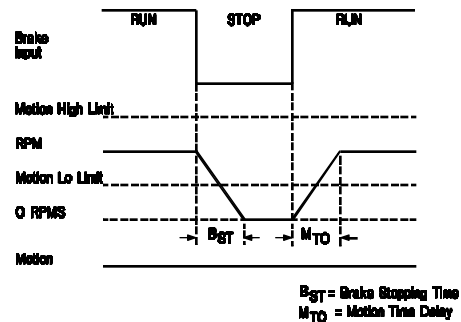 RUN STOP RUN
Brake
Input
Motion High Limit
RPM
Motion Lo Limit
O RPMS
BST MTO
Motion
BST = Brake Stopping Time
MTO = Motion Time Delay